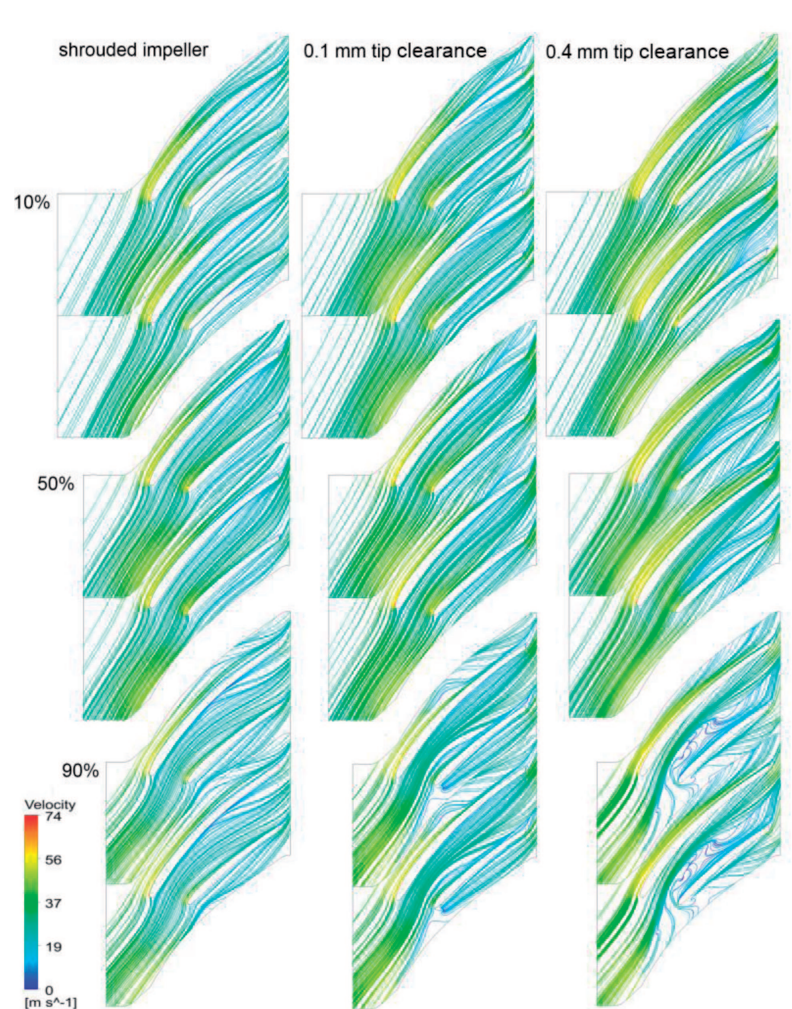 shrouded impeller
0.1 mm tip clearance
0.4 mm tip clearance
10%
50%
90%
Velocity
74
56
37
19
0
[m s^-1]